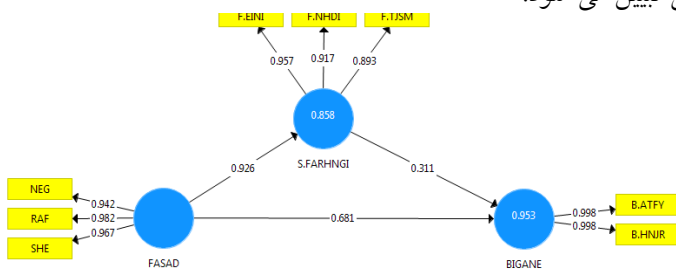 F.EINI F.NHDI F.TJSM
0.957 0.917 0.893
0.858
S.FARHNGI
0.926 0.311
NEG
RAF
SHE
0.942
0.982
0.967
FASAD
0.681
0.953
BIGANE
0.998
0.998
B.ATFY
B.HNJR